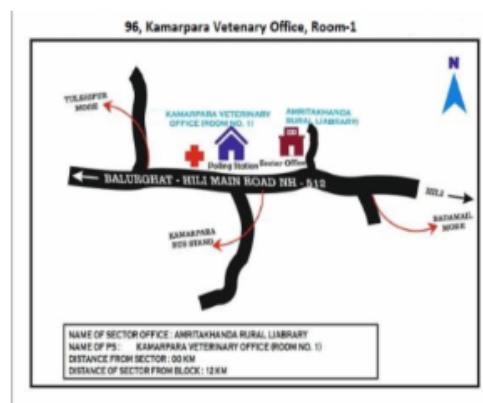 96, Kamarpara Vetenary Office, Room-1
N
TULSHIPUR
MORE
KAMARPARA VETERINARY
OFFICE (ROOM NO. 1)
AMRITAKHANDA
RURAL LIABRARY)
Polling Station
Sector Office
BALURGHAT - HILI MAIN ROAD NH - 512
HILI
KAMARPARA
BUS STAND
BADAMAIL
MORE
NAME OF SECTOR OFFICE : AMRITAKHANDA RURAL LIABRARY
NAME OF PS : KAMARPARA VETERINARY OFFICE (ROOM NO. 1)
DISTANCE FROM SECTOR : 00 KM
DISTANCE OF SECTOR FROM BLOCK : 12 KM